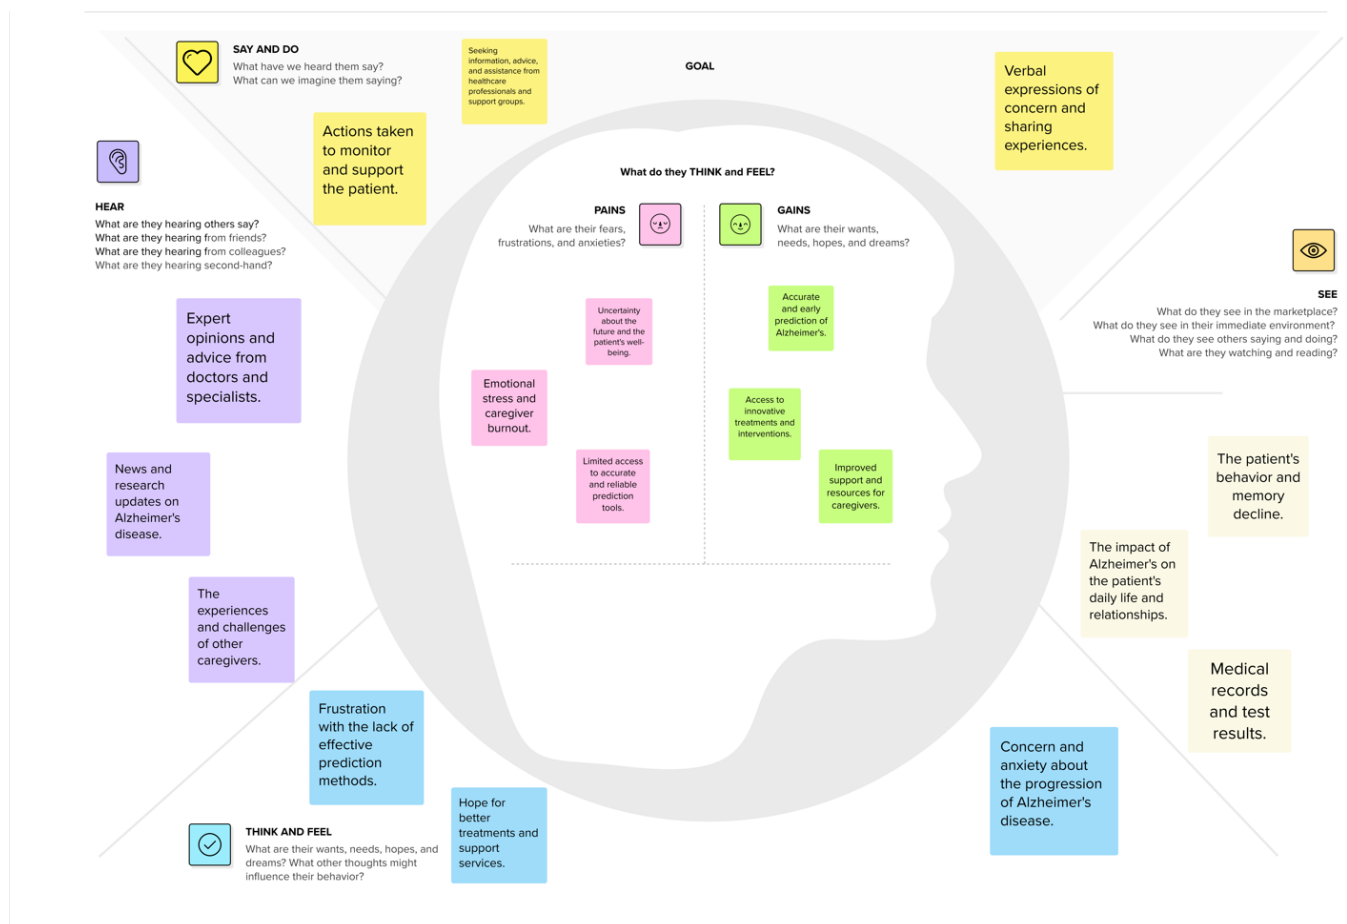 SAY AND DO
What have we heard them say?
What can we imagine them saying?
Seeking
information, advice,
and assistance from
healthcare
professionals and
support groups.
GOAL
Verbal
expressions of
concern and
sharing
experiences.
Actions taken
to monitor
and support
the patient.
HEAR
What are they hearing others say?
What are they hearing from friends?
What are they hearing from colleagues?
What are they hearing second-hand?
What do they THINK and FEEL?
PAINS
What are their fears,
frustrations, and anxieties?
GAINS
What are their wants,
needs, hopes, and dreams?
SEE
What do they see in the marketplace?
What do they see in their immediate environment?
What do they see others saying and doing?
What are they watching and reading?
Expert
opinions and
advice from
doctors and
specialists.
Uncertainty
about the
future and the
patient's well-
being.
Accurate
and early
prediction of
Alzheimer's.
Emotional
stress and
caregiver
burnout.
Access to
innovative
treatments and
interventions.
Limited access
to accurate
and reliable
prediction
tools.
Improved
support and
resources for
caregivers.
News and
research
updates on
Alzheimer's
disease.
The patient's
behavior and
memory
decline.
The impact of
Alzheimer's on
the patient's
daily life and
relationships.
The
experiences
and challenges
of other
caregivers.
Medical
records
and test
results.
Frustration
with the lack of
effective
prediction
methods.
Concern and
anxiety about
the progression
of Alzheimer's
disease.
Hope for
better
treatments and
support
services.
THINK AND FEEL
What are their wants, needs, hopes, and
dreams? What other thoughts might
influence their behavior?